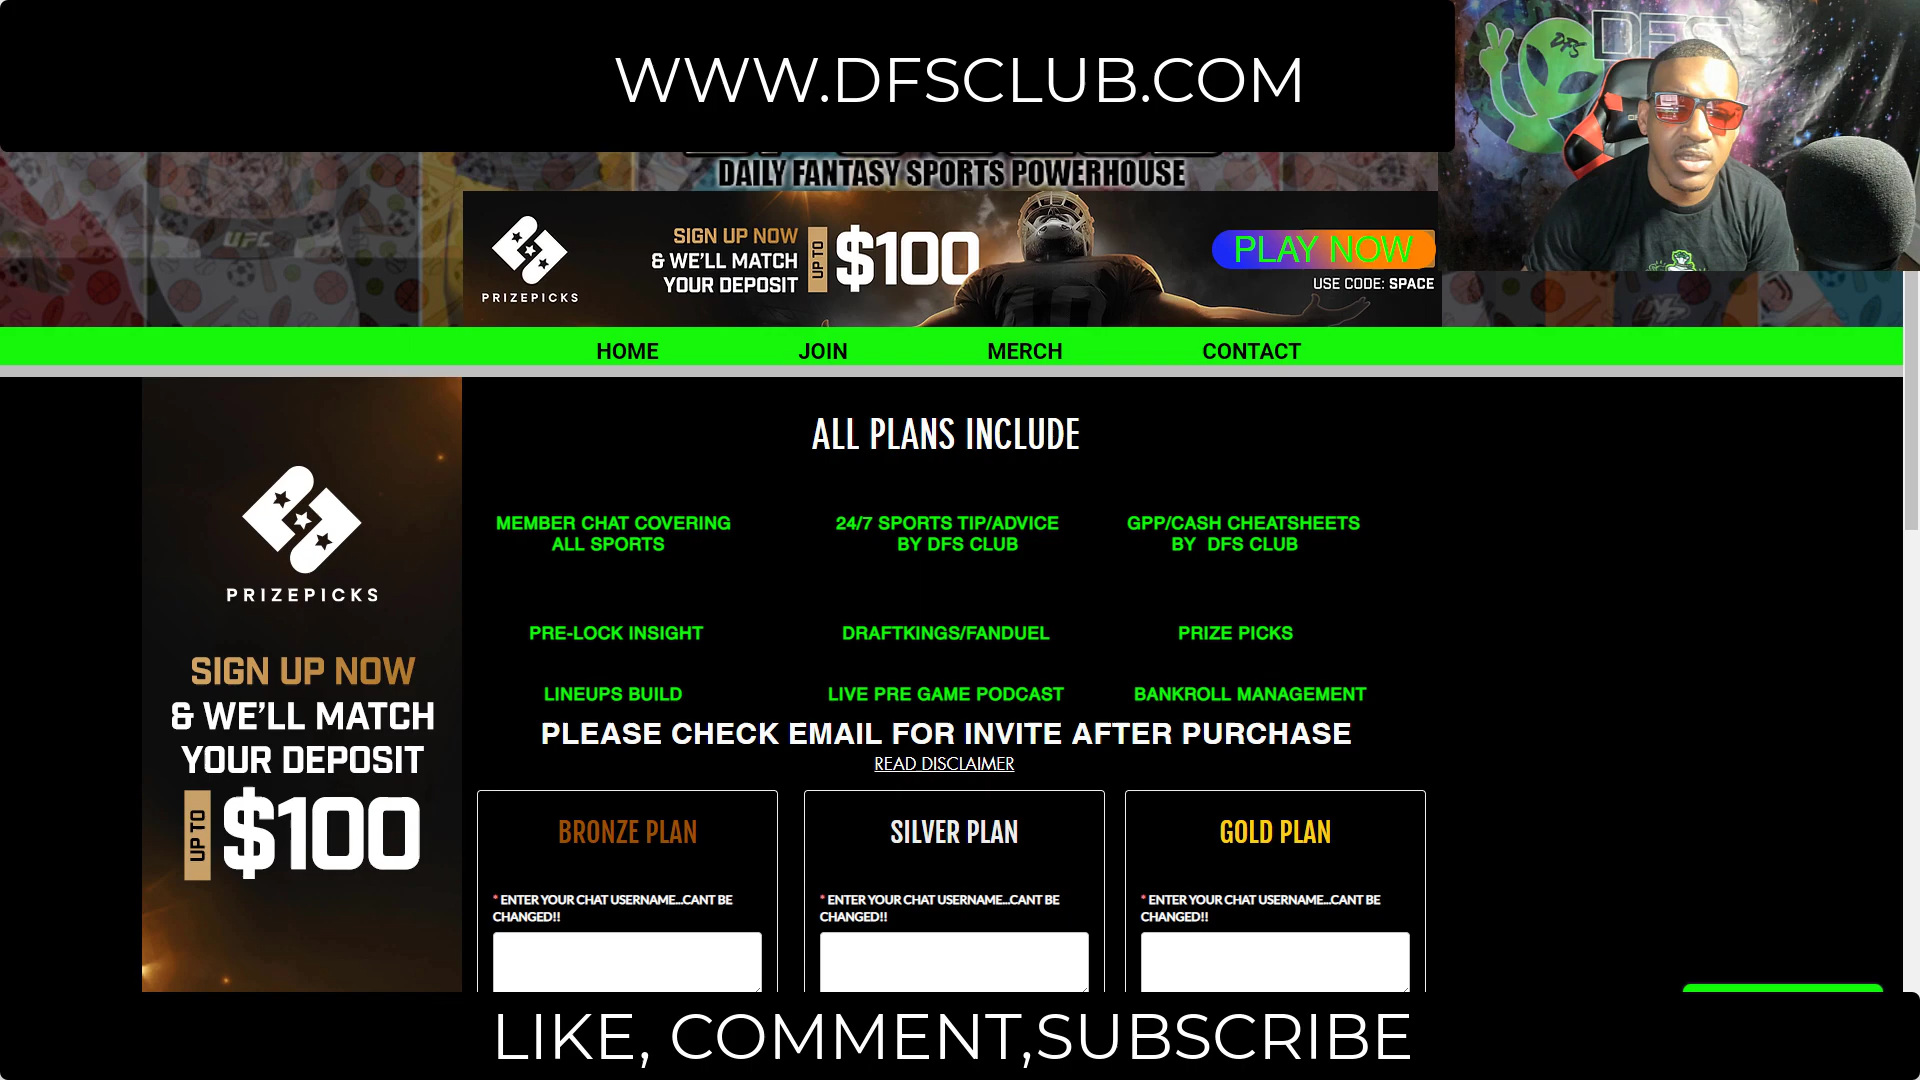 WWW.DFSCLUB.COM
DFS
DFS
DAILY FANTASY SPORTS POWERHOUSE
UFC
PRIZEPICKS
SIGN UP NOW
& WE'LL MATCH
YOUR DEPOSIT
UP TO
$100
PLAY NOW
USE CODE: SPACE
HOME
JOIN
MERCH
CONTACT
PRIZEPICKS
SIGN UP NOW
& WE'LL MATCH
YOUR DEPOSIT
UP TO
$100
ALL PLANS INCLUDE
MEMBER CHAT COVERING
ALL SPORTS
24/7 SPORTS TIP/ADVICE
BY DFS CLUB
GPP/CASH CHEATSHEETS
BY DFS CLUB
PRE-LOCK INSIGHT
DRAFTKINGS/FANDUEL
PRIZE PICKS
LINEUPS BUILD
LIVE PRE GAME PODCAST
BANKROLL MANAGEMENT
PLEASE CHECK EMAIL FOR INVITE AFTER PURCHASE
READ DISCLAIMER
BRONZE PLAN
* ENTER YOUR CHAT USERNAME...CANT BE
CHANGED!!
SILVER PLAN
* ENTER YOUR CHAT USERNAME...CANT BE
CHANGED!!
GOLD PLAN
* ENTER YOUR CHAT USERNAME...CANT BE
CHANGED!!
LIKE, COMMENT,SUBSCRIBE